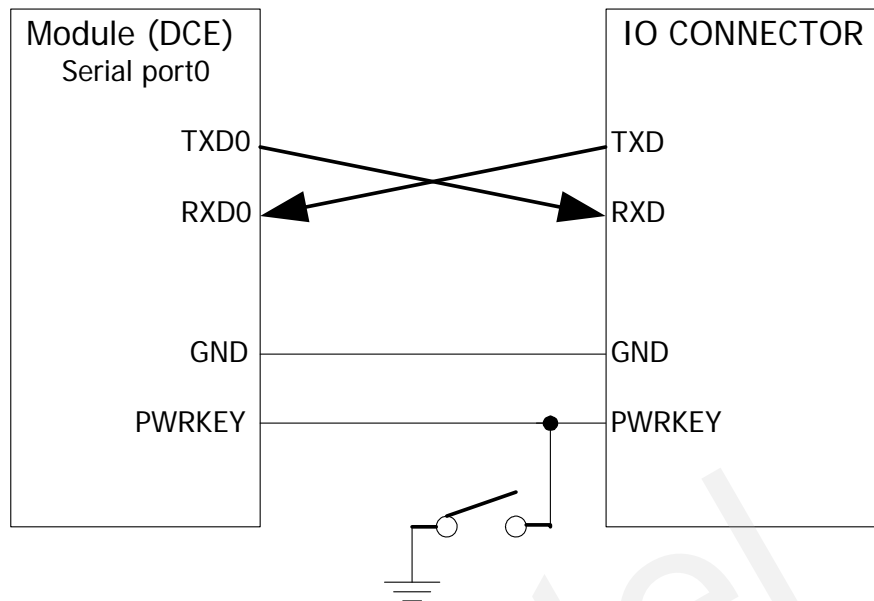 Module (DCE)
Serial port0
TXD0
RXD0
GND
PWRKEY
IO CONNECTOR
TXD
RXD
GND
PWRKEY